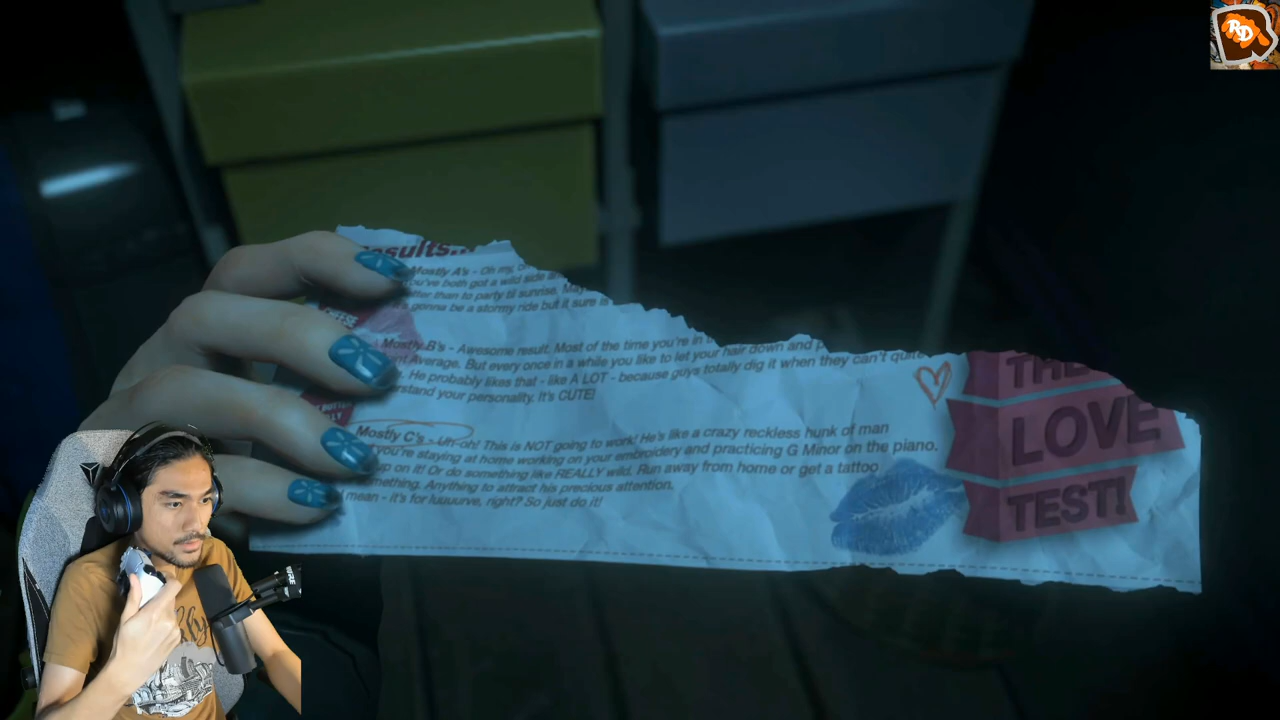 Results...
Mostly A's - Oh my, 
You've both got a wild side
than to party til sunrise.
gonna be a stormy ride but it sure is
Mostly B's - Awesome result. Most of the time you're in
Average. But every once in a while you like to let your hair down and
He probably likes that - like A LOT - because guys totally dig it when they can't quite
your personality. It's CUTE!
Mostly C's - Uh-oh! This is NOT going to work! He's like a crazy reckless hunk of man
you're staying at home working on your embroidery and practicing G Minor on the piano.
up on it! Or do something like REALLY wild. Run away from home or get a tattoo
Anything to attract his precious attention.
I mean - it's for luuuurve, right? So just do it!
THE
LOVE
TEST!
RD